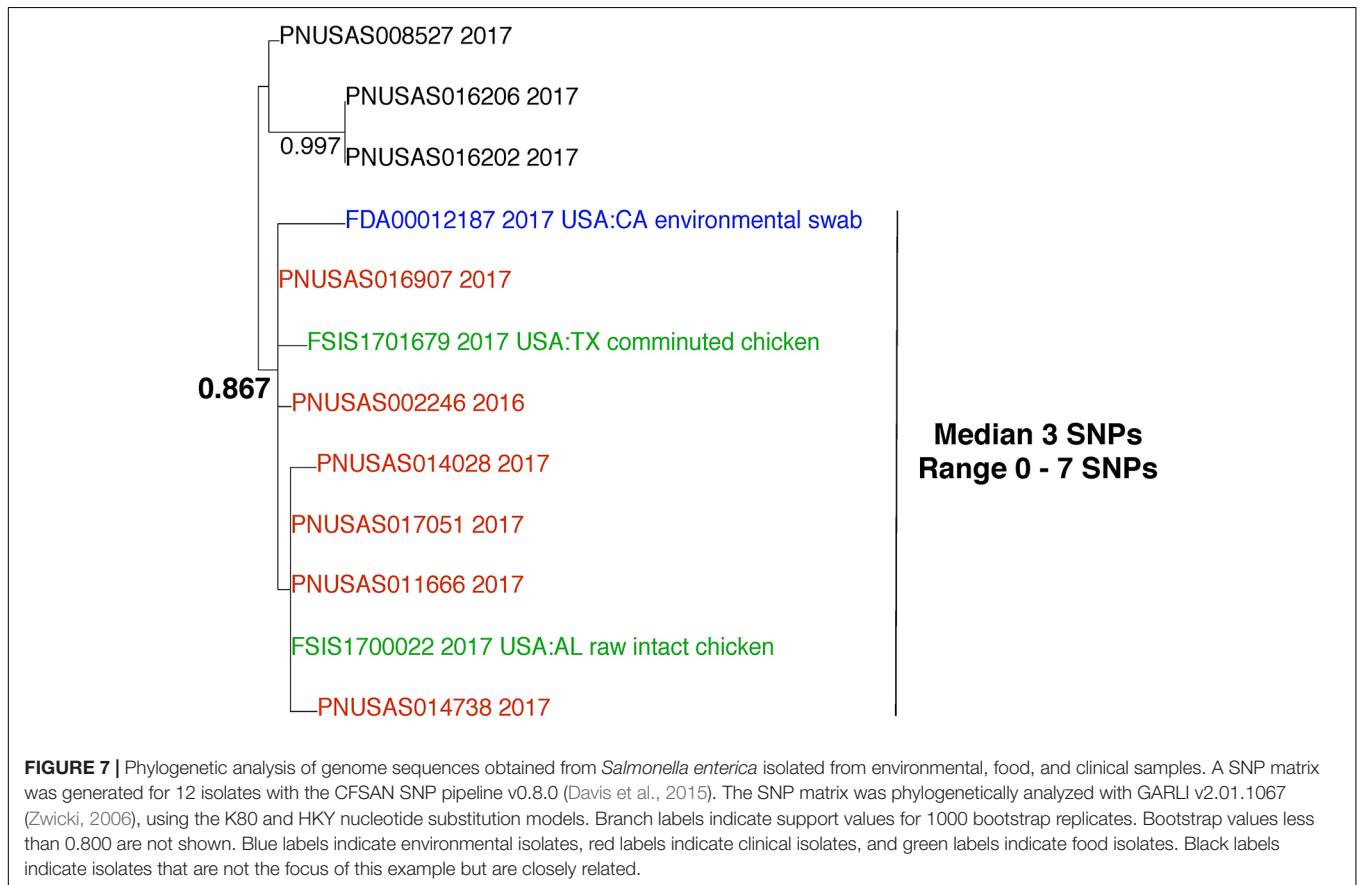 PNUSAS008527 2017
PNUSAS016206 2017
0.997
PNUSAS016202 2017
FDA00012187 2017 USA:CA environmental swab
PNUSAS016907 2017
FSIS1701679 2017 USA:TX comminuted chicken
0.867
PNUSAS002246 2016
Median 3 SNPs
Range 0 - 7 SNPs
PNUSAS014028 2017
PNUSAS017051 2017
PNUSAS011666 2017
FSIS1700022 2017 USA:AL raw intact chicken
PNUSAS014738 2017
FIGURE 7 | Phylogenetic analysis of genome sequences obtained from Salmonella enterica isolated from environmental, food, and clinical samples. A SNP matrix
was generated for 12 isolates with the CFSAN SNP pipeline v0.8.0 (Davis et al., 2015). The SNP matrix was phylogenetically analyzed with GARLI v2.01.1067
(Zwicki, 2006), using the K80 and HKY nucleotide substitution models. Branch labels indicate support values for 1000 bootstrap replicates. Bootstrap values less
than 0.800 are not shown. Blue labels indicate environmental isolates, red labels indicate clinical isolates, and green labels indicate food isolates. Black labels
indicate isolates that are not the focus of this example but are closely related.